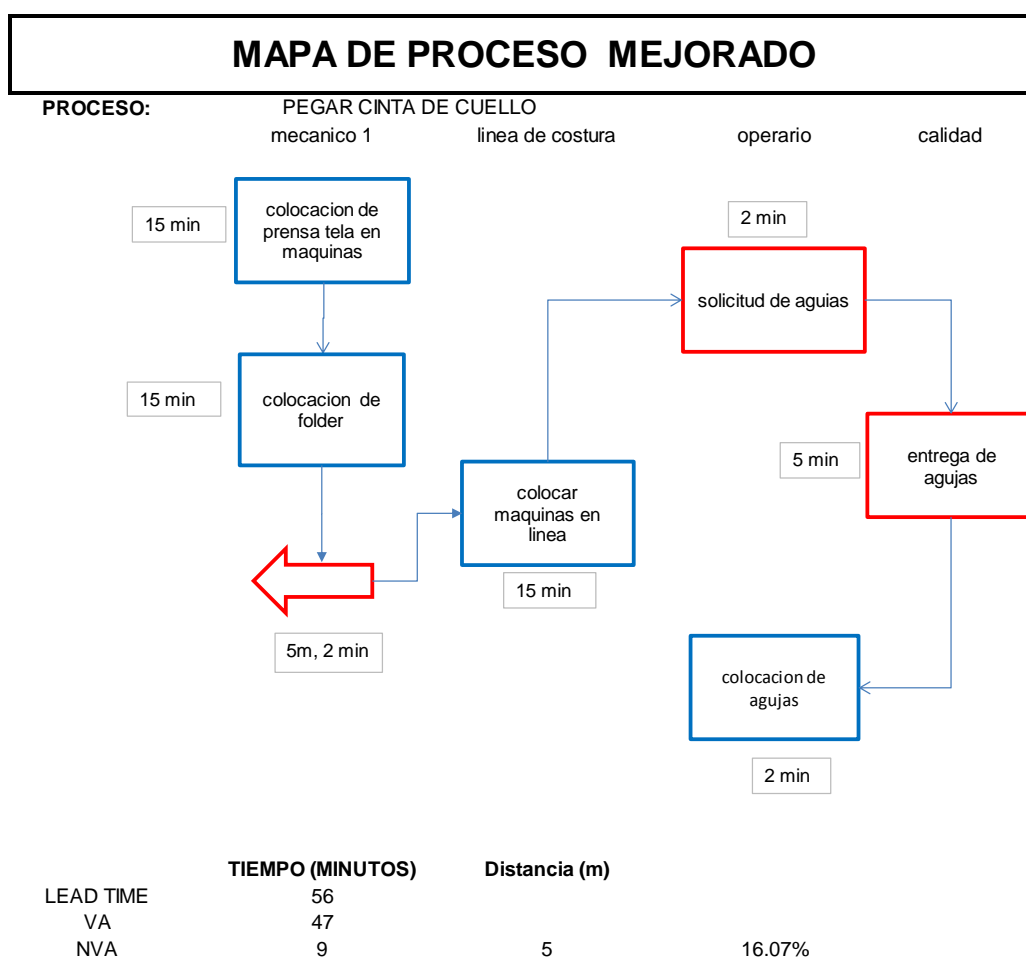 MAPA DE PROCESO  MEJORADO
PROCESO: PEGAR CINTA DE CUELLO
mecanico 1 linea de costura operario calidad
15 min
colocacion de
prensa tela en
maquinas
2 min
solicitud de aguias
15 min
colocacion  de
folder
5 min
entrega de
agujas
colocar
maquinas en
linea
15 min
5m, 2 min
colocacion de
agujas
2 min
TIEMPO (MINUTOS) Distancia (m)
LEAD TIME 56
VA 47
NVA 9 5 16.07%